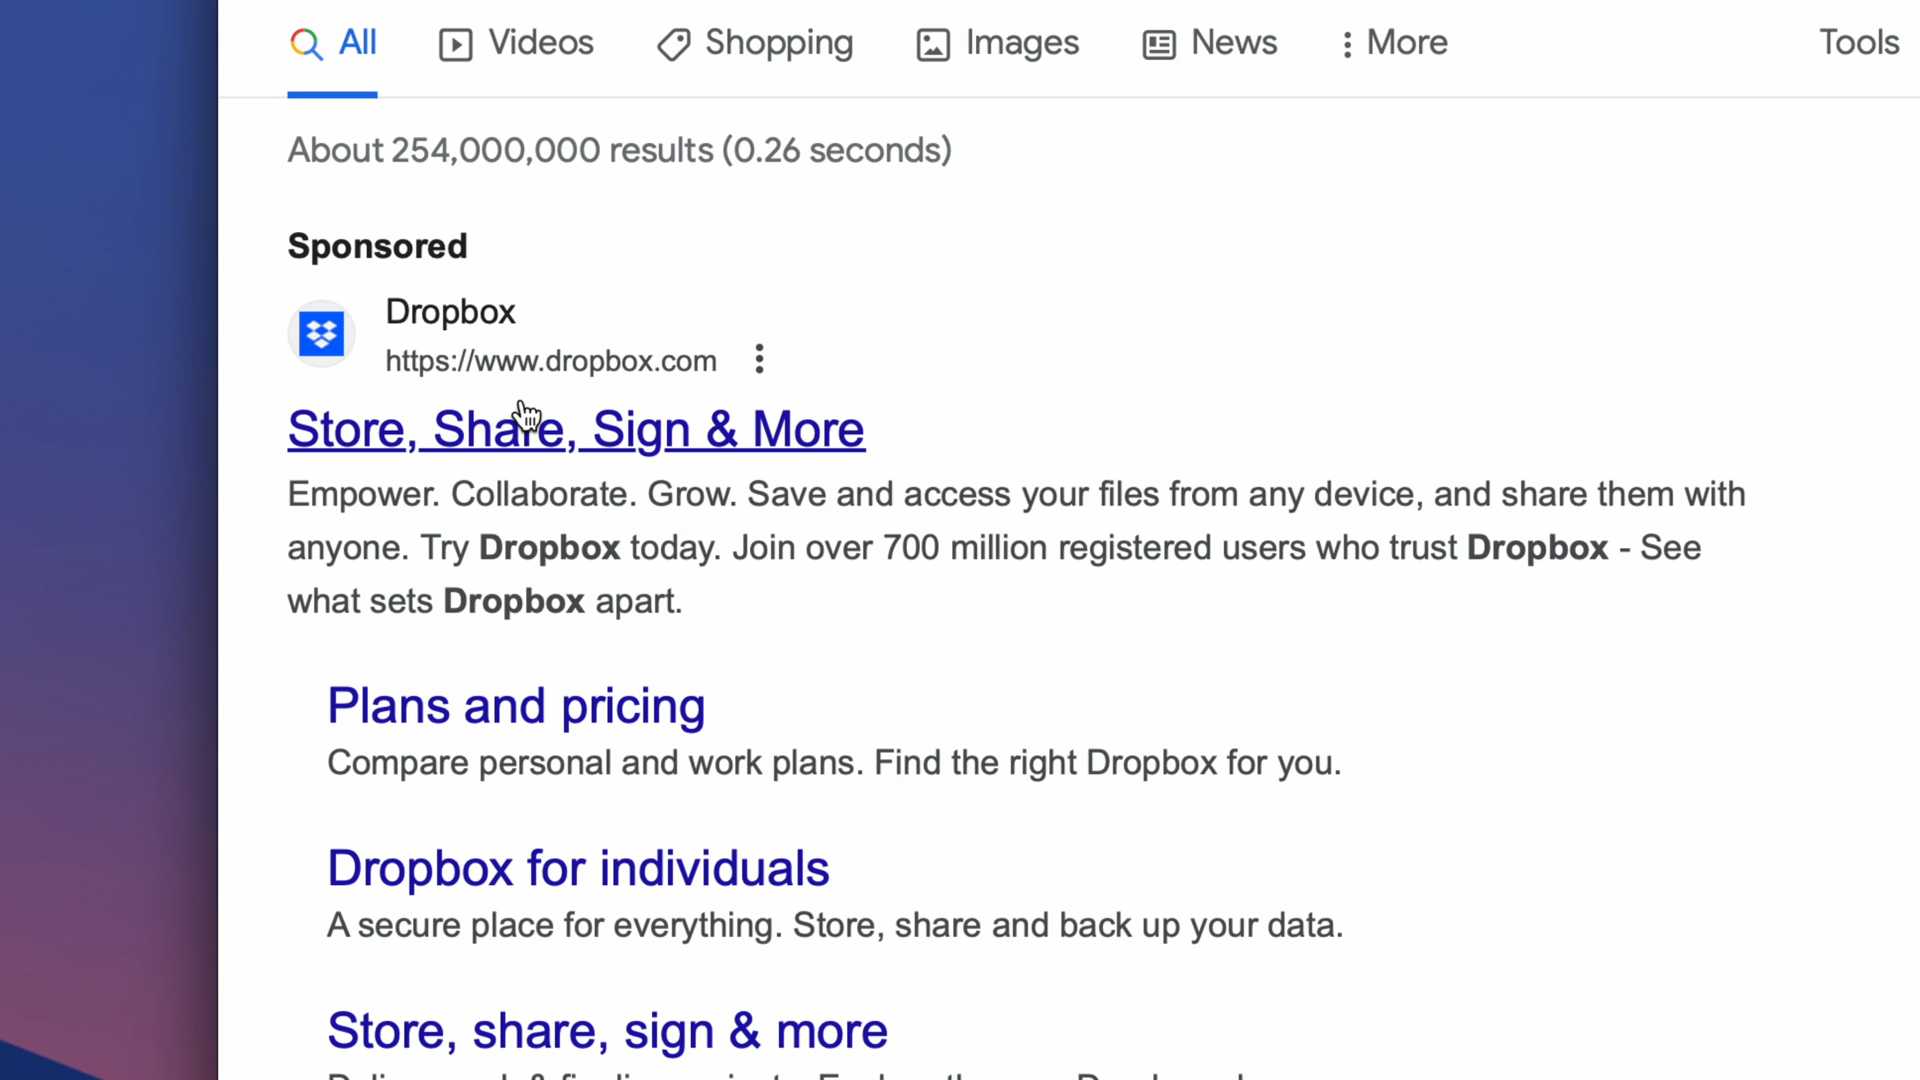 All Videos Shopping Images News More Tools
About 254,000,000 results (0.26 seconds)
Sponsored
Dropbox
https://www.dropbox.com
Store, Share, Sign & More
Empower. Collaborate. Grow. Save and access your files from any device, and share them with
anyone. Try Dropbox today. Join over 700 million registered users who trust Dropbox - See
what sets Dropbox apart.
Plans and pricing
Compare personal and work plans. Find the right Dropbox for you.
Dropbox for individuals
A secure place for everything. Store, share and back up your data.
Store, share, sign & more